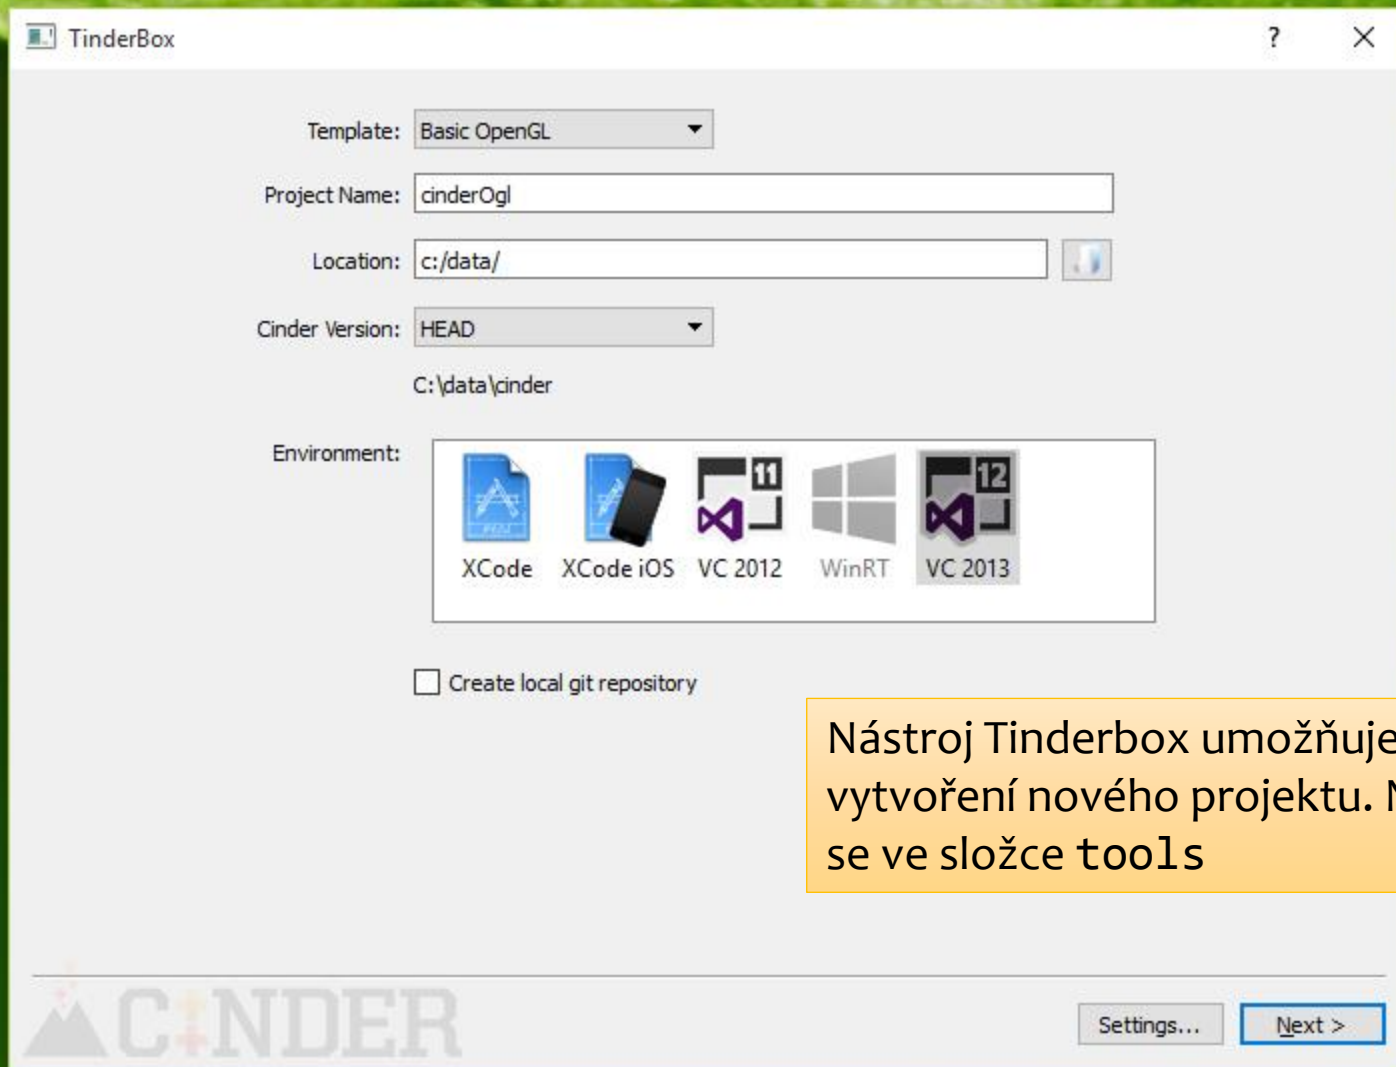 TinderBox
Template: Basic OpenGL
Project Name: cinderOgl
Location: c:/data/
Cinder Version: HEAD
C:\data\cinder
Environment:
11 12
XCode XCode iOS VC 2012 WinRT VC 2013
Create local git repository
Nástroj Tinderbox umožňuje
vytvoření nového projektu.
se ve složce tools
CINDER
Settings... Next >